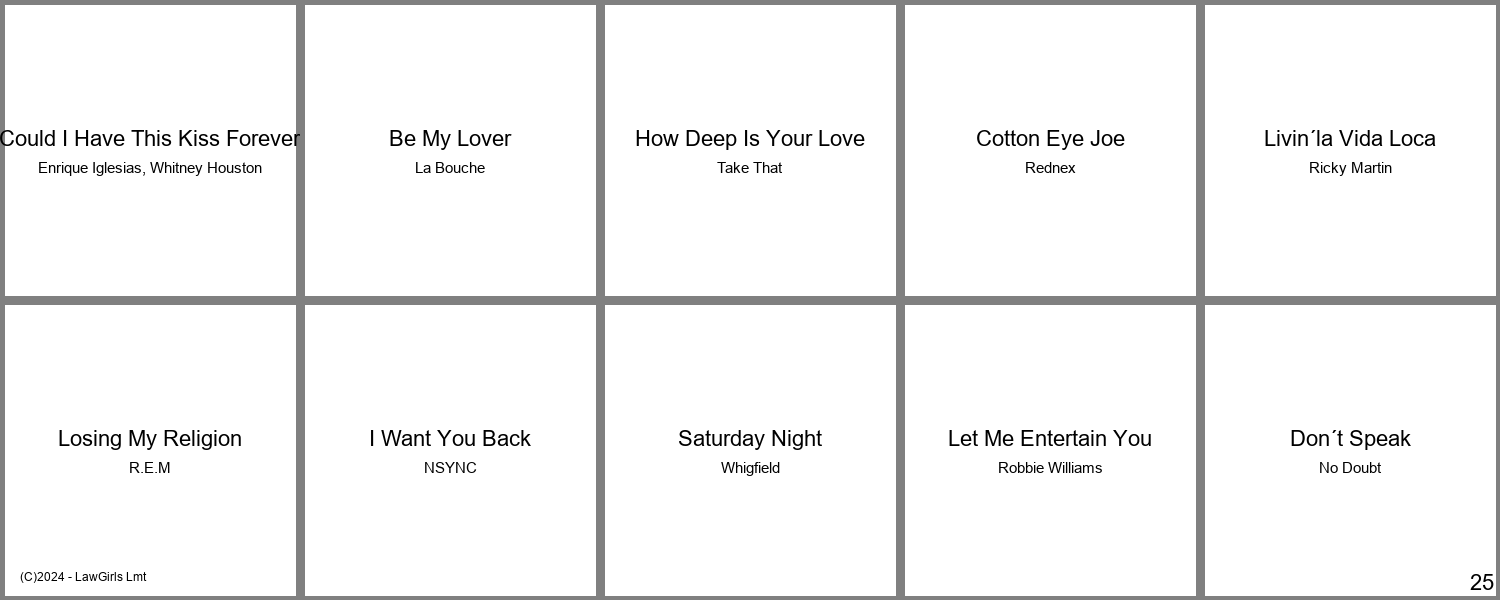 Could I Have This Kiss Forever
Enrique Iglesias, Whitney Houston
Be My Lover
La Bouche
How Deep Is Your Love
Take That
Cotton Eye Joe
Rednex
Livin´la Vida Loca
Ricky Martin
Losing My Religion
R.E.M
I Want You Back
NSYNC
Saturday Night
Whigfield
Let Me Entertain You
Robbie Williams
Don´t Speak
No Doubt
(C)2024 - LawGirls Lmt
25